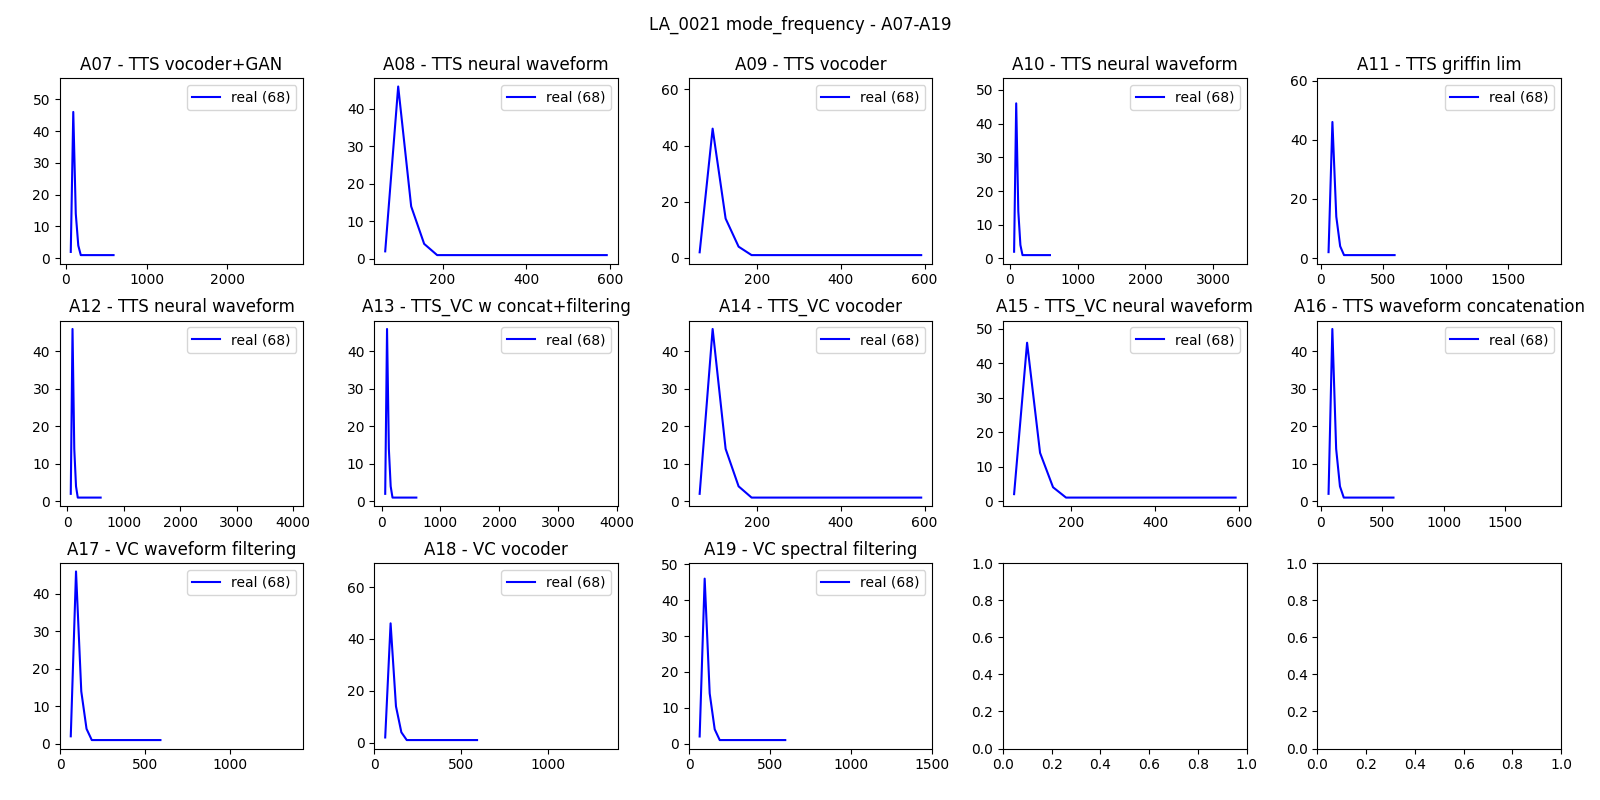 LA_0021 mode_frequency - A07-A19
A07 - TTS vocoder+GAN
A08 - TTS neural waveform
A09 - TTS vocoder
A10 - TTS neural waveform
A11 - TTS griffin lim
real (68)
real (68)
real (68)
real (68)
real (68)
50
40
30
20
10
0
0 1000 2000
40
30
20
10
0
200 400 600
60
40
20
0
200 400 600
50
40
30
20
10
0
0 1000 2000 3000
60
40
20
0
0 500 1000 1500
A12 - TTS neural waveform
A13 - TTS_VC w concat+filtering
A14 - TTS_VC vocoder
A15 - TTS_VC neural waveform
A16 - TTS waveform concatenation
real (68)
real (68)
real (68)
real (68)
real (68)
40
30
20
10
0
0 1000 2000 3000 4000
40
30
20
10
0
0 1000 2000 3000 4000
40
30
20
10
0
200 400 600
50
40
30
20
10
0
200 400 600
40
30
20
10
0
0 500 1000 1500
A17 - VC waveform filtering
A18 - VC vocoder
A19 - VC spectral filtering
real (68)
real (68)
real (68)
40
30
20
10
0
0 500 1000
60
40
20
0
0 500 1000
50
40
30
20
10
0
0 500 1000 1500
1.0
0.8
0.6
0.4
0.2
0.0
0.0 0.2 0.4 0.6 0.8 1.0
1.0
0.8
0.6
0.4
0.2
0.0
0.0 0.2 0.4 0.6 0.8 1.0